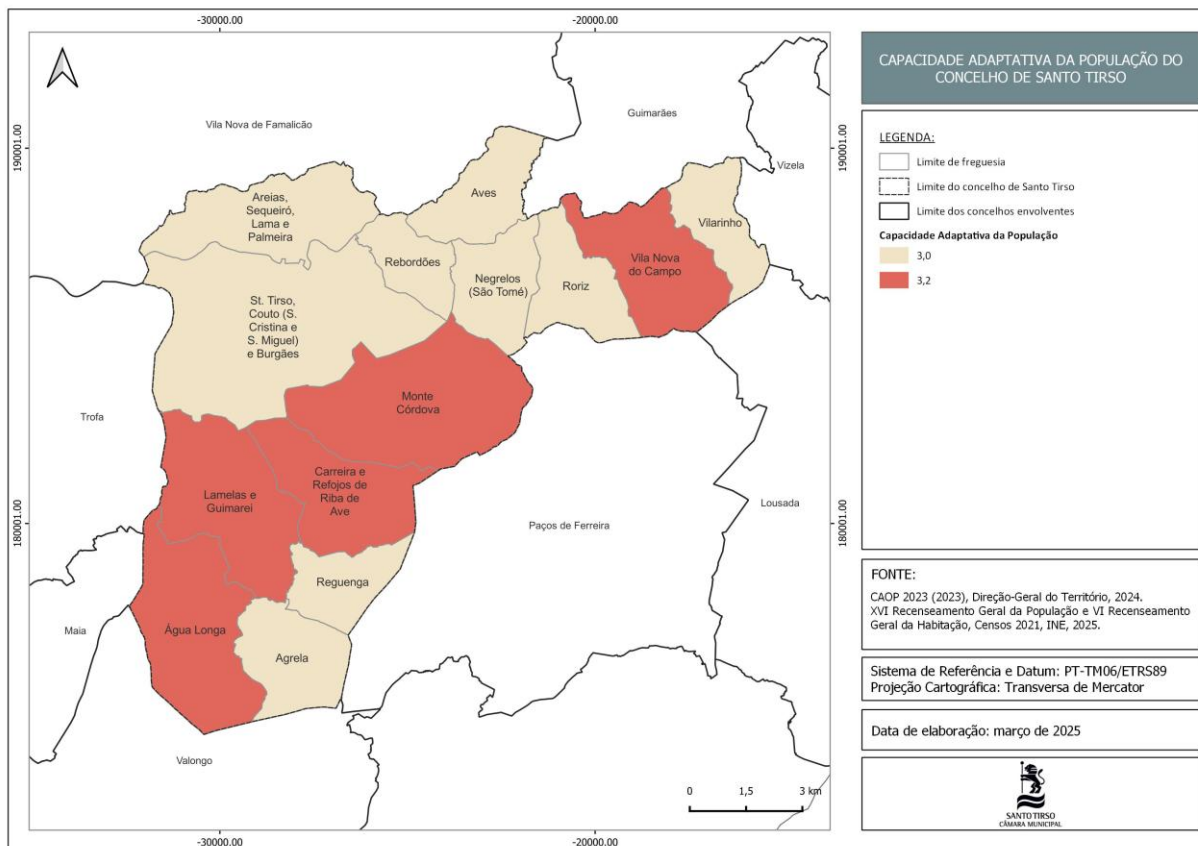 -30000.00
-20000.00
190001.00
180001.00
190001.00
180001.00
-30000.00
-20000.00
Vila Nova de Famalicão
Guimarães
Vizela
Trofa
Maia
Valongo
Paços de Ferreira
Lousada
Areias,
Sequeiró,
Lama e
Palmeira
Aves
Rebordões
Negrelos
(São Tomé)
Roriz
Vila Nova
do Campo
Vilarinho
St. Tirso,
Couto (S.
Cristina e
S. Miguel)
e Burgães
Monte
Córdova
Carreira e
Refojos de
Riba de
Ave
Lamelas e
Guimarei
Reguenga
Água Longa
Agrela
0 1,5 3 km
CAPACIDADE ADAPTATIVA DA POPULAÇÃO DO
CONCELHO DE SANTO TIRSO
LEGENDA:
Limite de freguesia
Limite do concelho de Santo Tirso
Limite dos concelhos envolventes
Capacidade Adaptativa da População
3,0
3,2
FONTE:
CAOP 2023 (2023), Direção-Geral do Território, 2024.
XVI Recenseamento Geral da População e VI Recenseamento
Geral da Habitação, Censos 2021, INE, 2025.
Sistema de Referência e Datum: PT-TM06/ETRS89
Projeção Cartográfica: Transversa de Mercator
Data de elaboração: março de 2025
SANTO TIRSO
CÂMARA MUNICIPAL